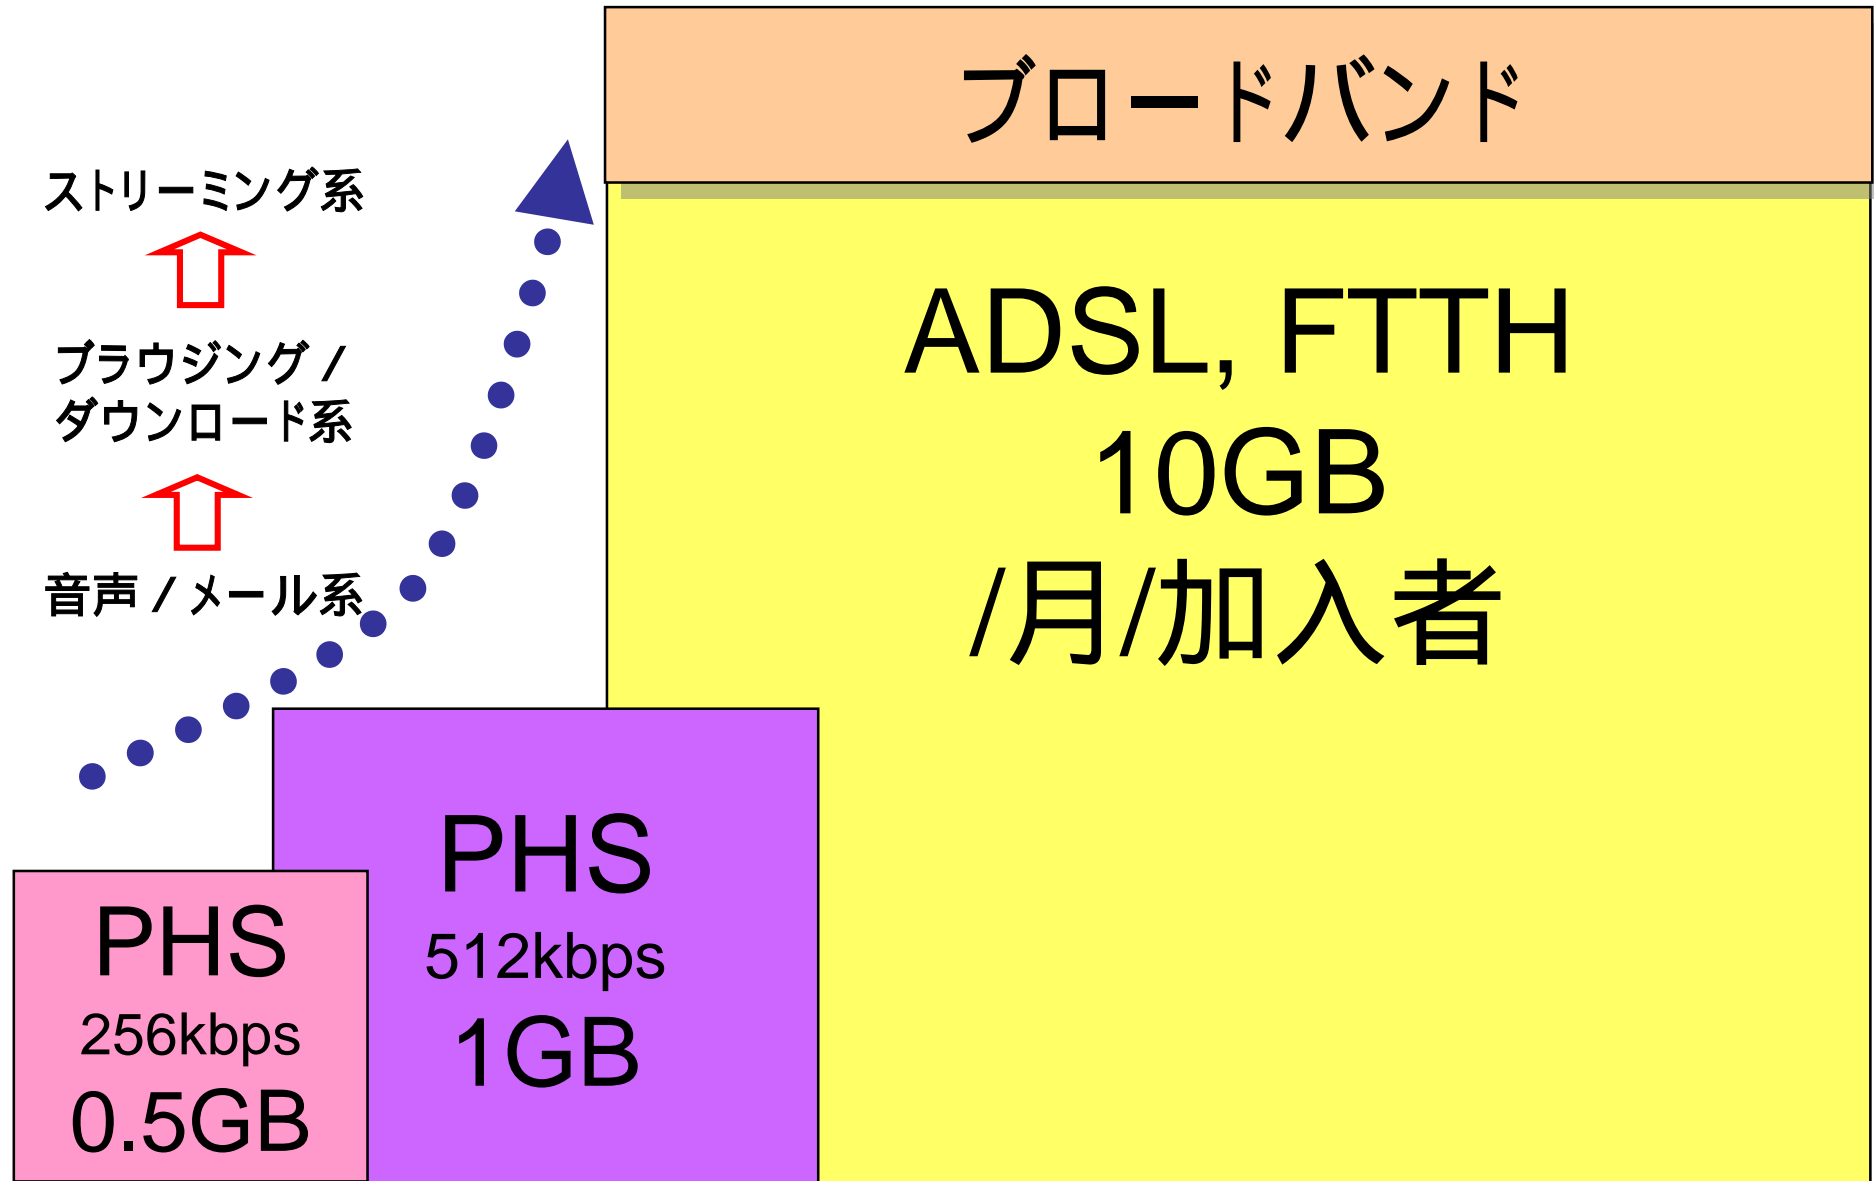 ブロードバンド
ストリーミング系
ブラウジング /
ダウンロード系
音声 / メール系
ADSL, FTTH
10GB
/月/加入者
PHS
512kbps
1GB
PHS
256kbps
0.5GB